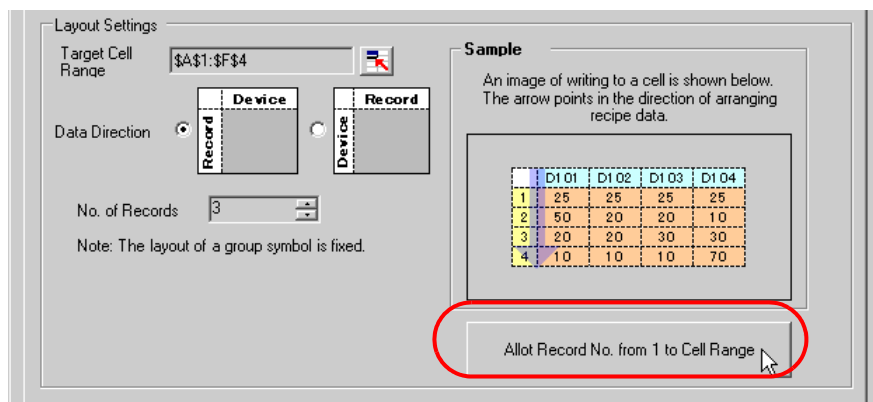 Layout Settings
Target Cell
Range
$A$1:$F$4
Data Direction
Device
Record
Record
Device
No. of Records
3
Note: The layout of a group symbol is fixed.
Sample
An image of writing to a cell is shown below.
The arrow points in the direction of arranging
recipe data.
D101 D102 D103 D104
1 25 25 25 25
2 50 20 20 10
3 20 20 30 30
4 10 10 10 70
Allot Record No. from 1 to Cell Range